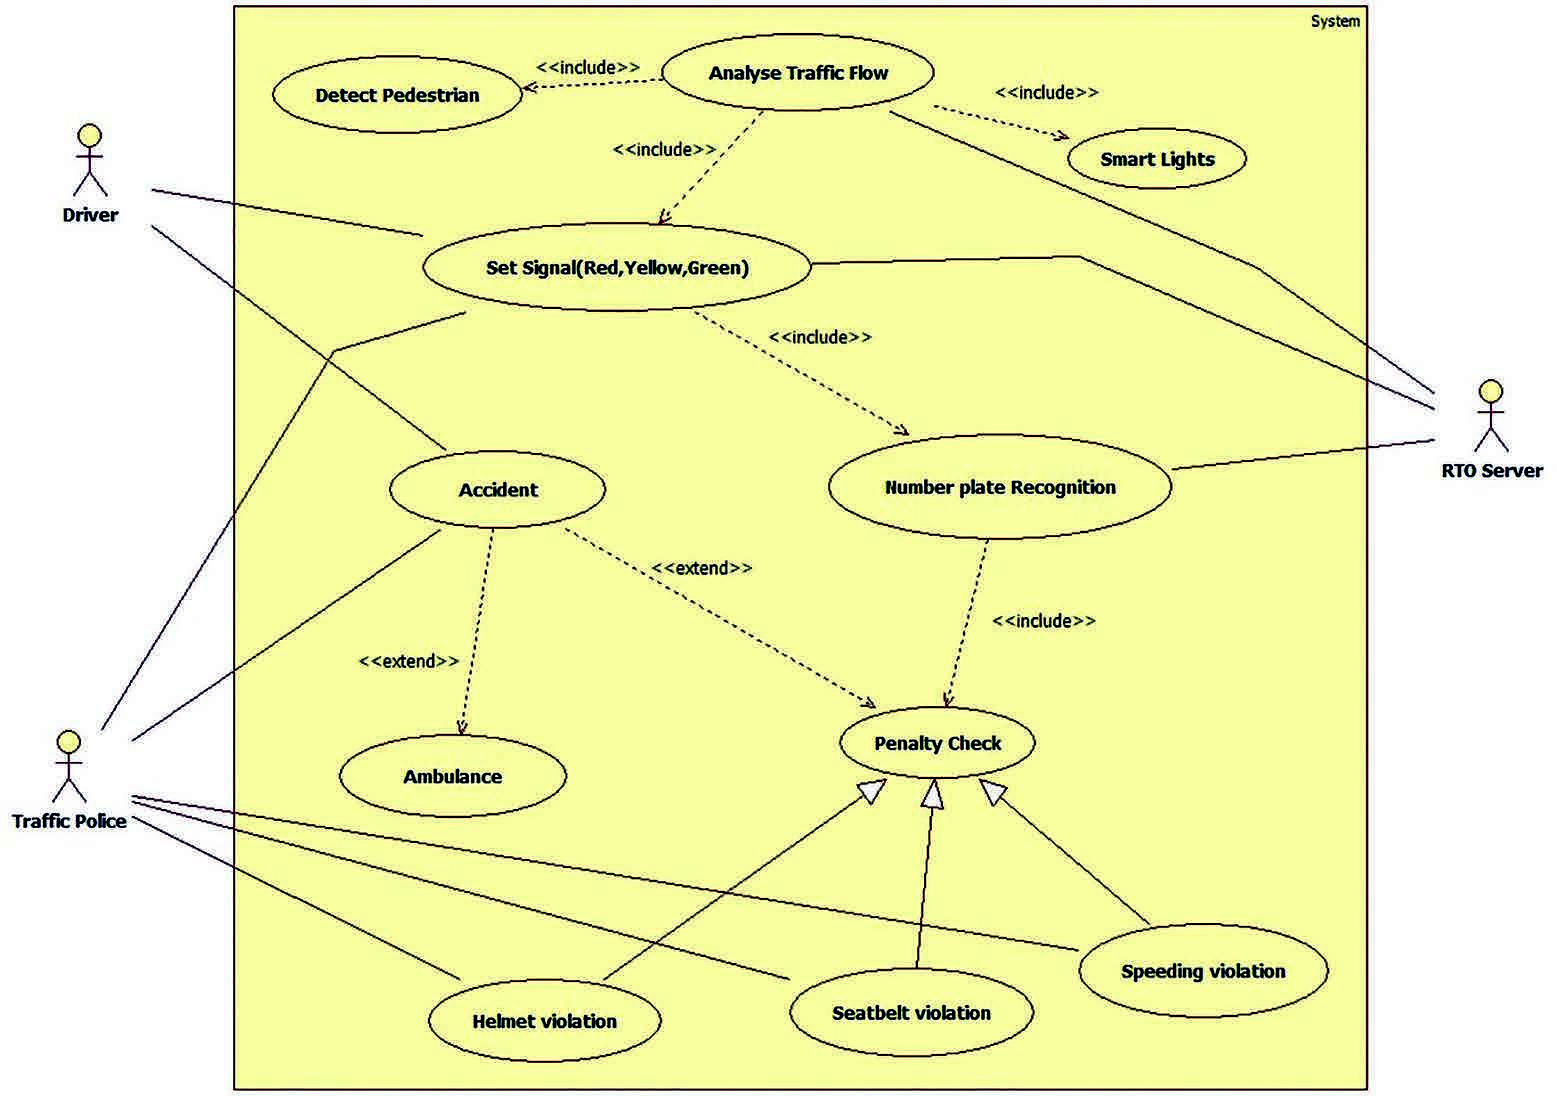 System
<<include>>
Analyse Traffic Flow
Detect Pedestrian
<<include>>
<<include>>
Smart Lights
Driver
Set Signal(Red,Yellow,Green)
<<include>>
RTO Server
Accident
Number plate Recognition
<<extend>>
<<include>>
<<extend>>
Penalty Check
Ambulance
Traffic Police
Speeding violation
Seatbelt violation
Helmet violation